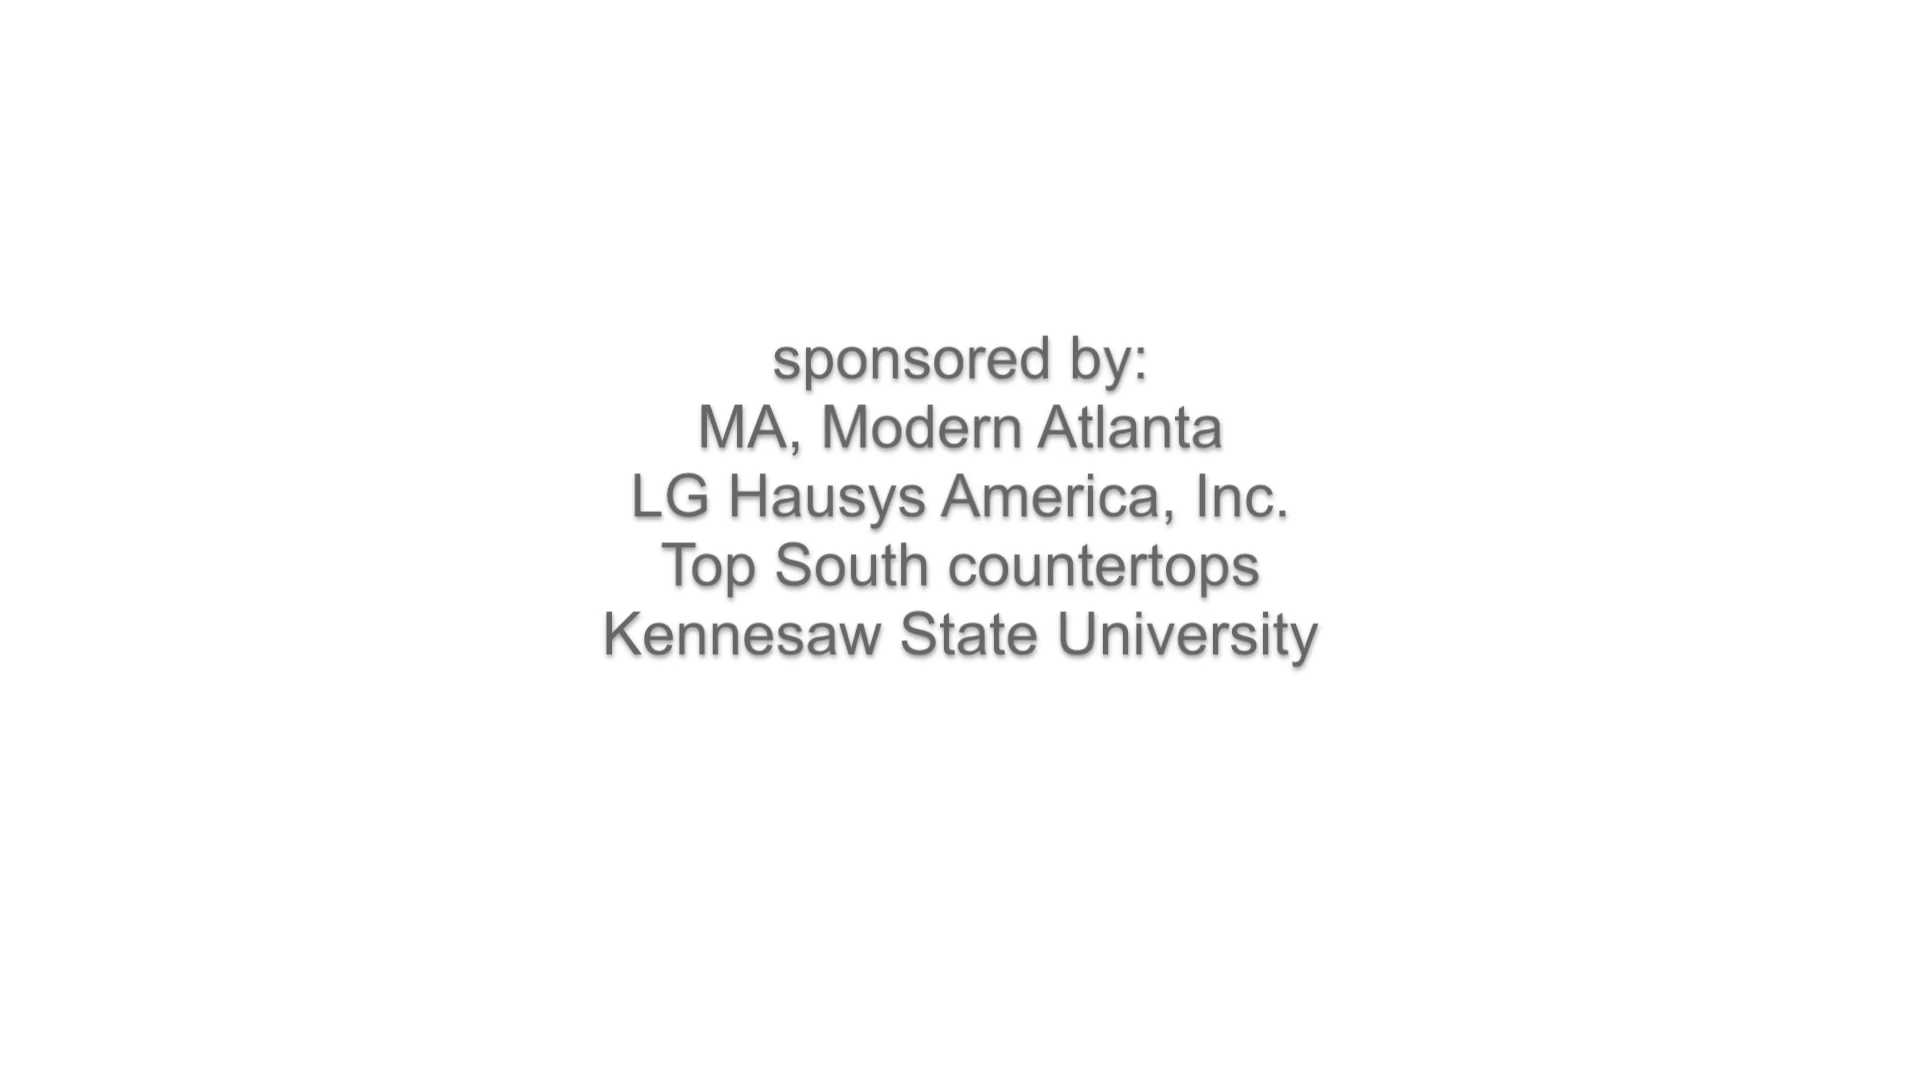 sponsored by:
MA, Modern Atlanta
LG Hausys America, Inc.
Top South countertops
Kennesaw State University